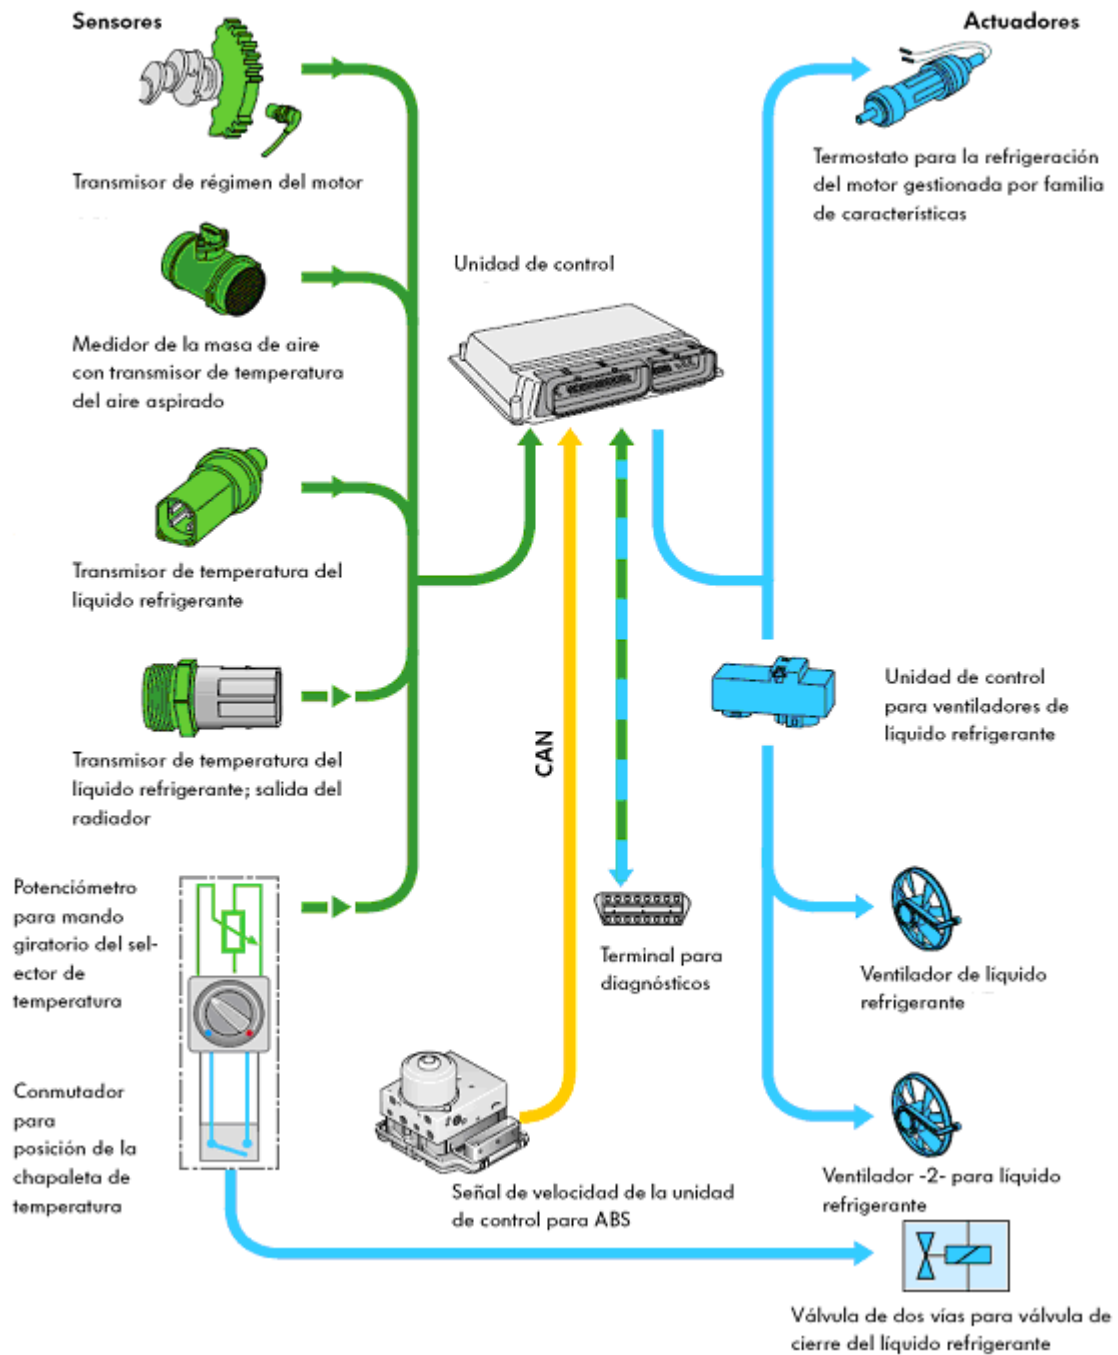 Sensores
Actuadores
Transmisor de régimen del motor
Termostato para la refrigeración
del motor gestionada por familia
de características
Unidad de control
Medidor de la masa de aire
con transmisor de temperatura
del aire aspirado
Transmisor de temperatura del
líquido refrigerante
Unidad de control
para ventiladores de
líquido refrigerante
CAN
Transmisor de temperatura del
líquido refrigerante; salida del
radiador
Potenciómetro
para mando
giratorio del sel-
ector de
temperatura
Terminal para
diagnósticos
Ventilador de líquido
refrigerante
Conmutador
para
posición de la
chapaleta de
temperatura
Señal de velocidad de la unidad
de control para ABS
Ventilador -2- para líquido
refrigerante
Válvula de dos vías para válvula de
cierre del líquido refrigerante